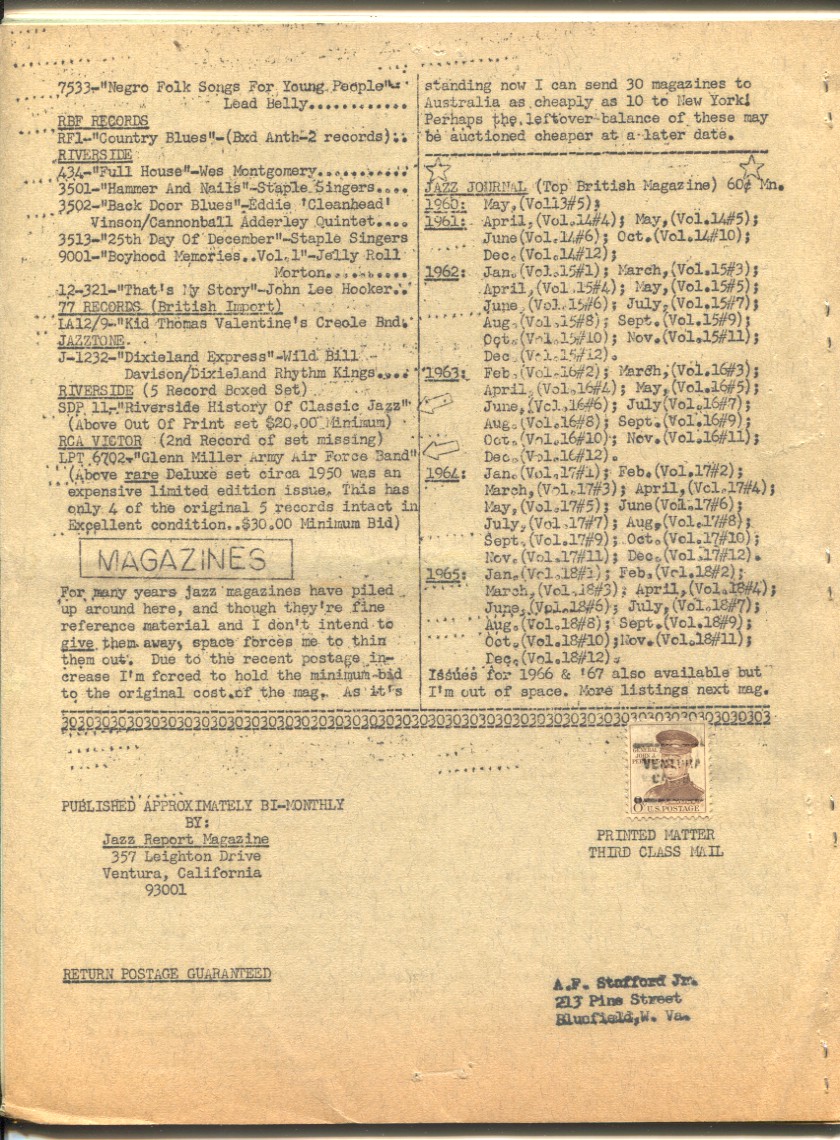 7533-"Negro Folk Songs For Young People"
Lead Belly............
RBF RECORDS
RF1-"Country Blues"-(Bxd Anth-2 records)..
RIVERSIDE
434-"Full House"-Wes Montgomery...........
3501-"Hammer And Nails"-Staple Singers....
3502-"Back Door Blues"-Eddie 'Cleanhead'
Vinson/Cannonball Adderley Quintet....
3513-"25th Day Of December"-Staple Singers
9001-"Boyhood Memories..Vol.1"-Jelly Roll
Morton..........
12-321-"That's My Story"-John Lee Hooker..
77 RECORDS (British Import)
LA12/9-"Kid Thomas Valentine's Creole Bnd.
JAZZTONE
J-1232-"Dixieland Express"-Wild Bill
Davison/Dixieland Rhythm Kings....
RIVERSIDE (5 Record Boxed Set)
SDP 11-"Riverside History Of Classic Jazz"
(Above Out Of Print set $20.00 Minimum)
RCA VICTOR (2nd Record of set missing)
LPT 6702-"Glenn Miller Army Air Force Band"
(Above rare Deluxe set circa 1950 was an
expensive limited edition issue. This has
only 4 of the original 5 records intact in
Excellent condition..$30.00 Minimum Bid)
MAGAZINES
For many years jazz magazines have piled
up around here, and though they're fine
reference material and I don't intend to
give them away, space forces me to thin
them out. Due to the recent postage in-
crease I'm forced to hold the minimum bid
to the original cost of the mag. As it's
standing now I can send 30 magazines to
Australia as cheaply as 10 to New York!
Perhaps the leftover balance of these may
be auctioned cheaper at a later date.
JAZZ JOURNAL (Top British Magazine) 60¢ Mn.
1960: May,(Vol13#5);
1961: April,(Vol.14#4); May,(Vol.14#5);
June(Vol.14#6); Oct.(Vol.14#10);
Dec.(Vol.14#12);
1962: Jan.(Vol.15#1); March,(Vol.15#3);
April,(Vol.15#4); May,(Vol.15#5);
June,(Vol.15#6); July,(Vol.15#7);
Aug.(Vol.15#8); Sept.(Vol.15#9);
Oct.(Vol.15#10); Nov.(Vol.15#11);
Dec.(Vol.15#12).
1963: Feb.(Vol.16#2); March,(Vol.16#3);
April,(Vol.16#4); May,(Vol.16#5);
June,(Vol.16#6); July(Vol.16#7);
Aug.(Vol.16#8); Sept.(Vol.16#9);
Oct.(Vol.16#10); Nov.(Vol.16#11);
Dec.(Vol.16#12).
1964: Jan.(Vol.17#1); Feb.(Vol.17#2);
March,(Vol.17#3); April,(Vol.17#4);
May,(Vol.17#5); June(Vol.17#6);
July,(Vol.17#7); Aug.(Vol.17#8);
Sept.(Vol.17#9); Oct.(Vol.17#10);
Nov.(Vol.17#11); Dec.(Vol.17#12).
1965: Jan.(Vol.18#1); Feb.(Vol.18#2);
March,(Vol.18#3); April,(Vol.18#4);
June,(Vol.18#6); July,(Vol.18#7);
Aug.(Vol.18#8); Sept.(Vol.18#9);
Oct.(Vol.18#10);Nov.(Vol.18#11);
Dec.(Vol.18#12).
Issues for 1966 & '67 also available but
I'm out of space. More listings next mag.
303030303030303030303030303030303030303030303030303030303030303030303030303
VENTURA
8¢ U.S. POSTAGE
PUBLISHED APPROXIMATELY BI-MONTHLY
BY:
Jazz Report Magazine
357 Leighton Drive
Ventura, California
93001
PRINTED MATTER
THIRD CLASS MAIL
RETURN POSTAGE GUARANTEED
A.F. Stafford Jr.
213 Pine Street
Bluefield,W. Va.